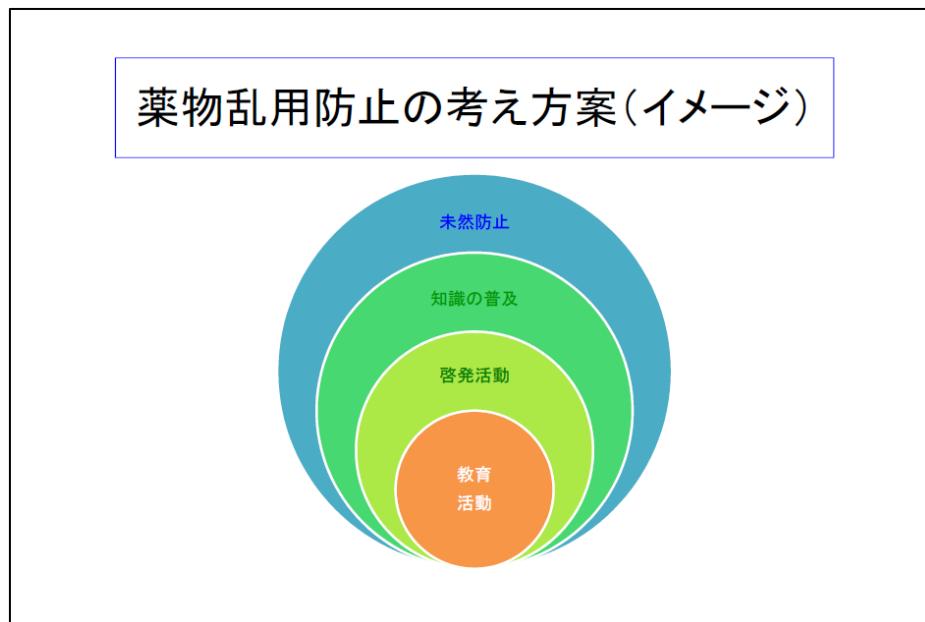 薬物乱用防止の考え方案（イメージ）
未然防止
知識の普及
啓発活動
教育
活動